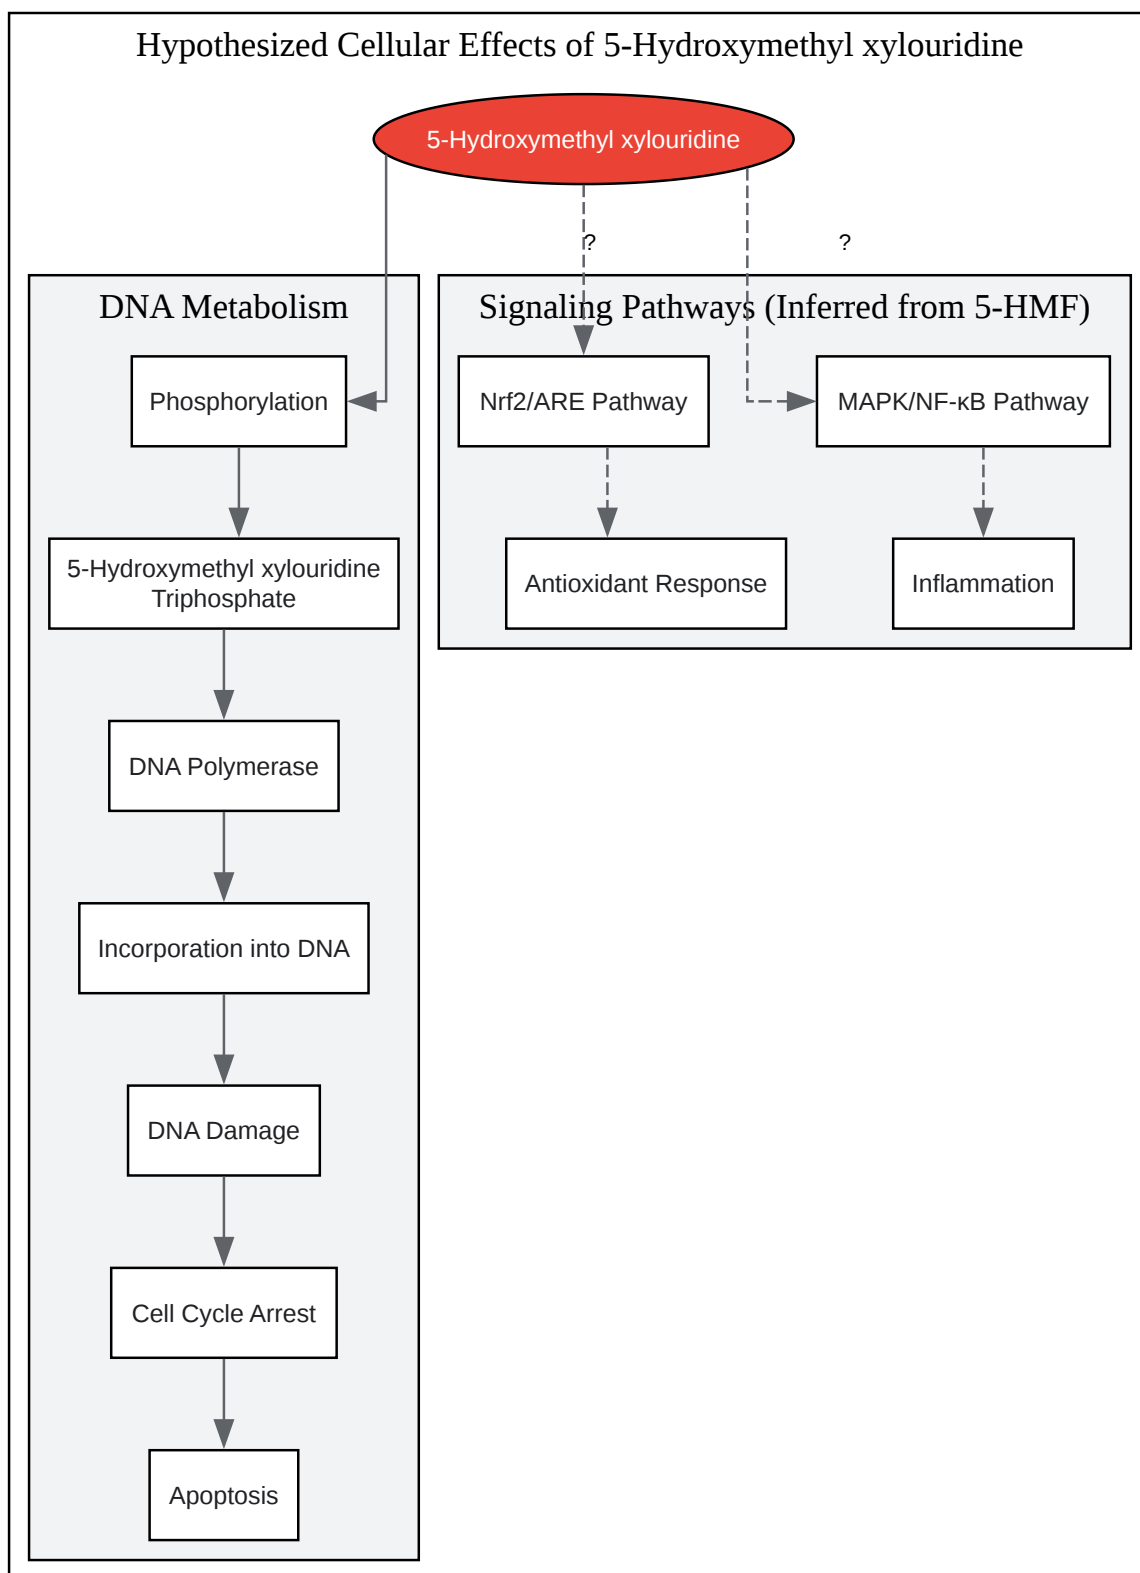 Hypothesized Cellular Effects of 5-Hydroxymethyl xylouridine
5-Hydroxymethyl xylouridine
?
?
DNA Metabolism
Phosphorylation
5-Hydroxymethyl xylouridine
Triphosphate
DNA Polymerase
Incorporation into DNA
DNA Damage
Cell Cycle Arrest
Apoptosis
Signaling Pathways (Inferred from 5-HMF)
Nrf2/ARE Pathway
MAPK/NF-κB Pathway
Antioxidant Response
Inflammation